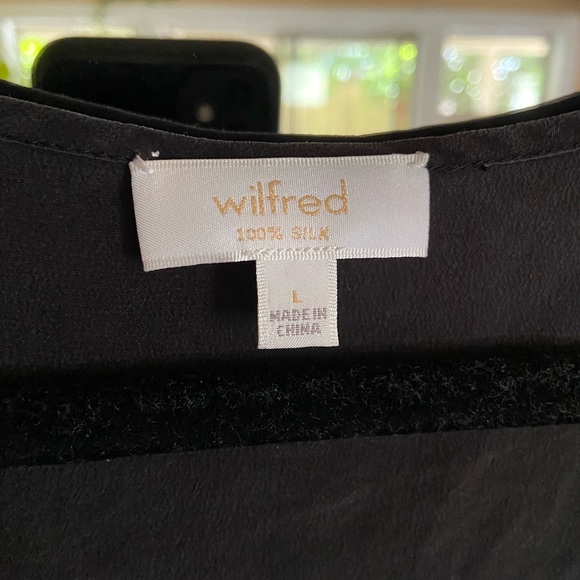 wilfred
100% SILK
L
MADE IN
CHINA